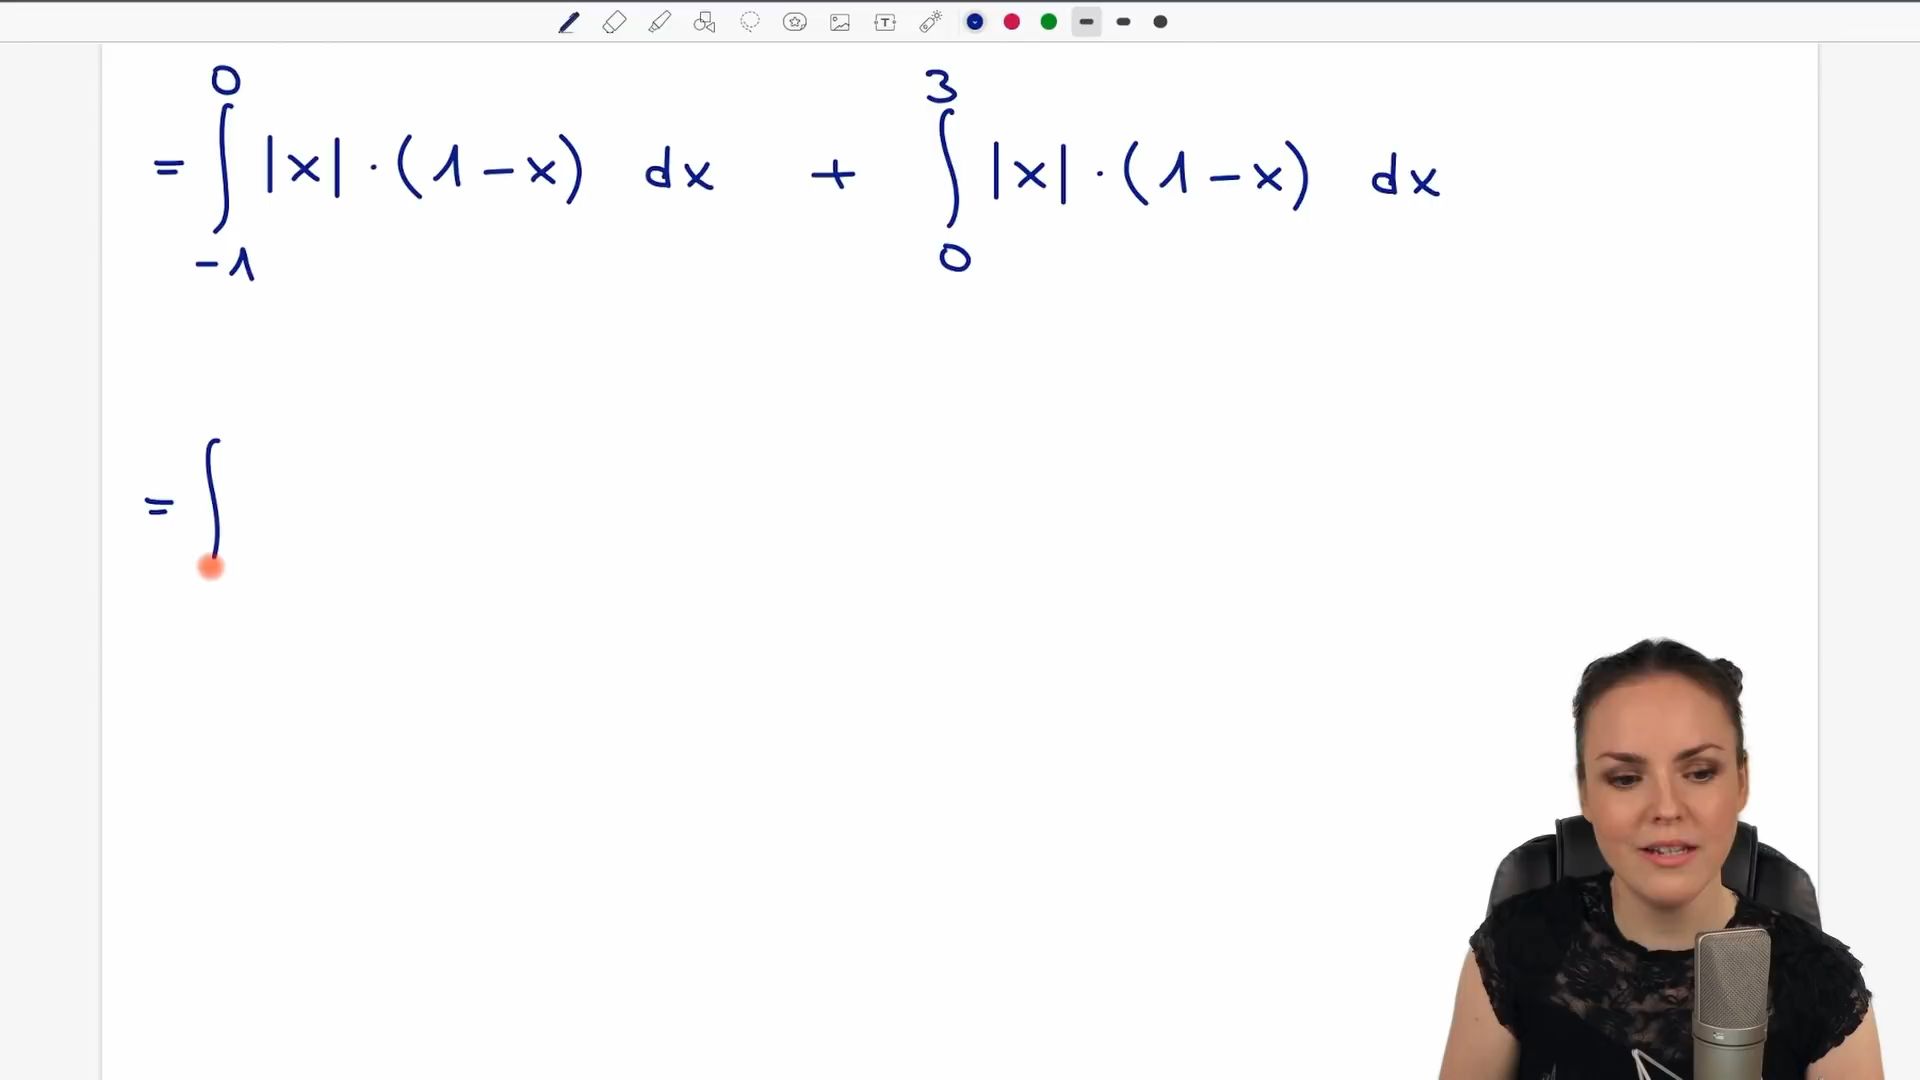 = ∫_{-1}^{0} |x| · (1 - x) dx + ∫_{0}^{3} |x| · (1 - x) dx
= ∫